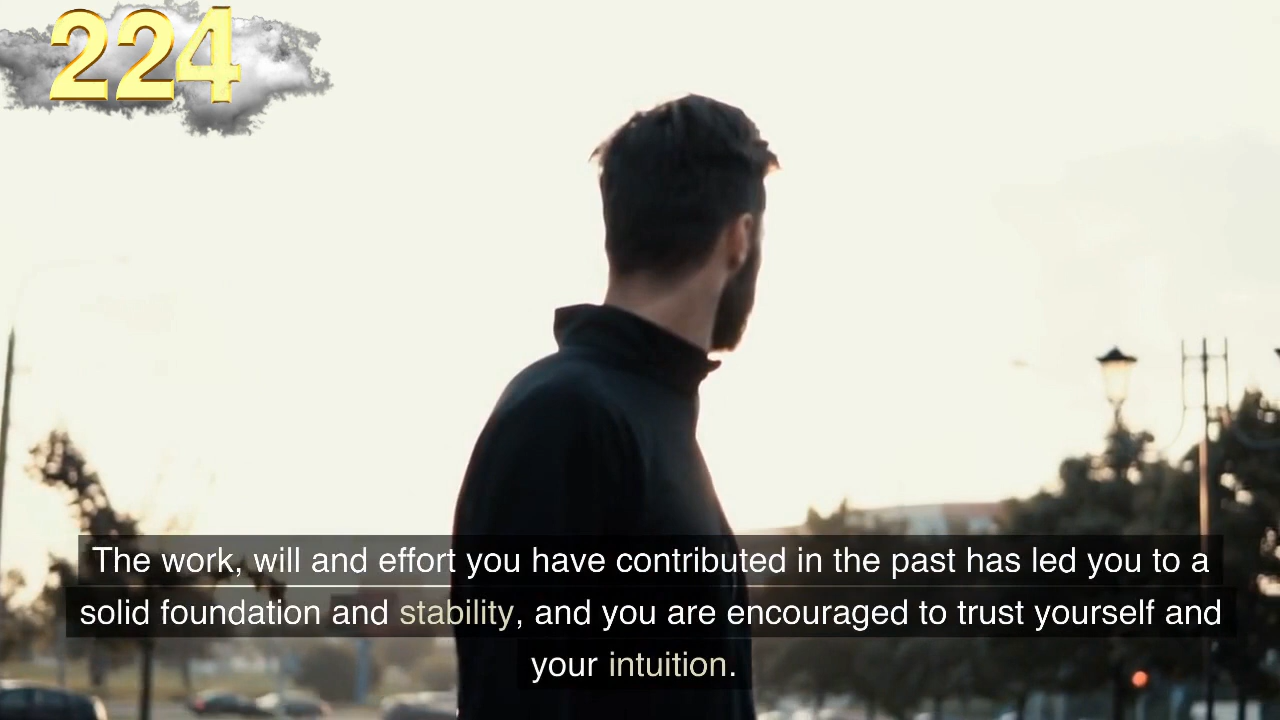 224
The work, will and effort you have contributed in the past has led you to a
solid foundation and stability, and you are encouraged to trust yourself and
your intuition.